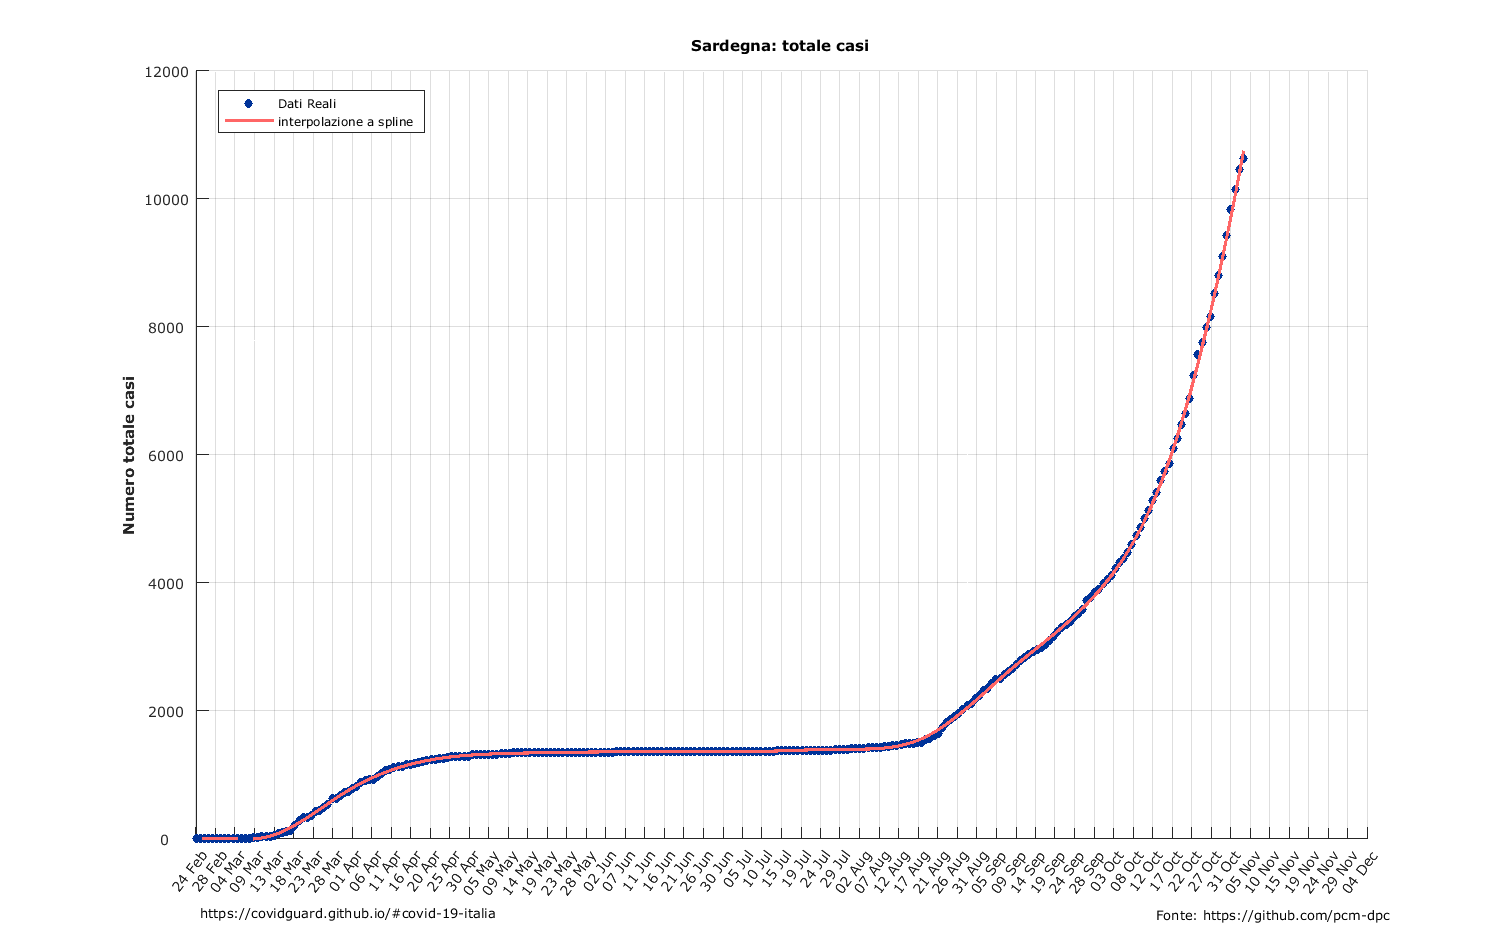 Sardegna: totale casi
12000
10000
8000
6000
4000
2000
0
Numero totale casi
Dati Reali
interpolazione a spline
24 Feb
28 Feb
04 Mar
09 Mar
13 Mar
18 Mar
23 Mar
28 Mar
01 Apr
06 Apr
11 Apr
16 Apr
20 Apr
25 Apr
30 Apr
05 May
09 May
14 May
19 May
23 May
28 May
02 Jun
07 Jun
11 Jun
16 Jun
21 Jun
26 Jun
30 Jun
05 Jul
10 Jul
15 Jul
19 Jul
24 Jul
29 Jul
02 Aug
07 Aug
12 Aug
17 Aug
21 Aug
26 Aug
31 Aug
05 Sep
09 Sep
14 Sep
19 Sep
24 Sep
28 Sep
03 Oct
08 Oct
12 Oct
17 Oct
22 Oct
27 Oct
31 Oct
05 Nov
10 Nov
15 Nov
19 Nov
24 Nov
29 Nov
04 Dec
https://covidguard.github.io/#covid-19-italia
Fonte: https://github.com/pcm-dpc